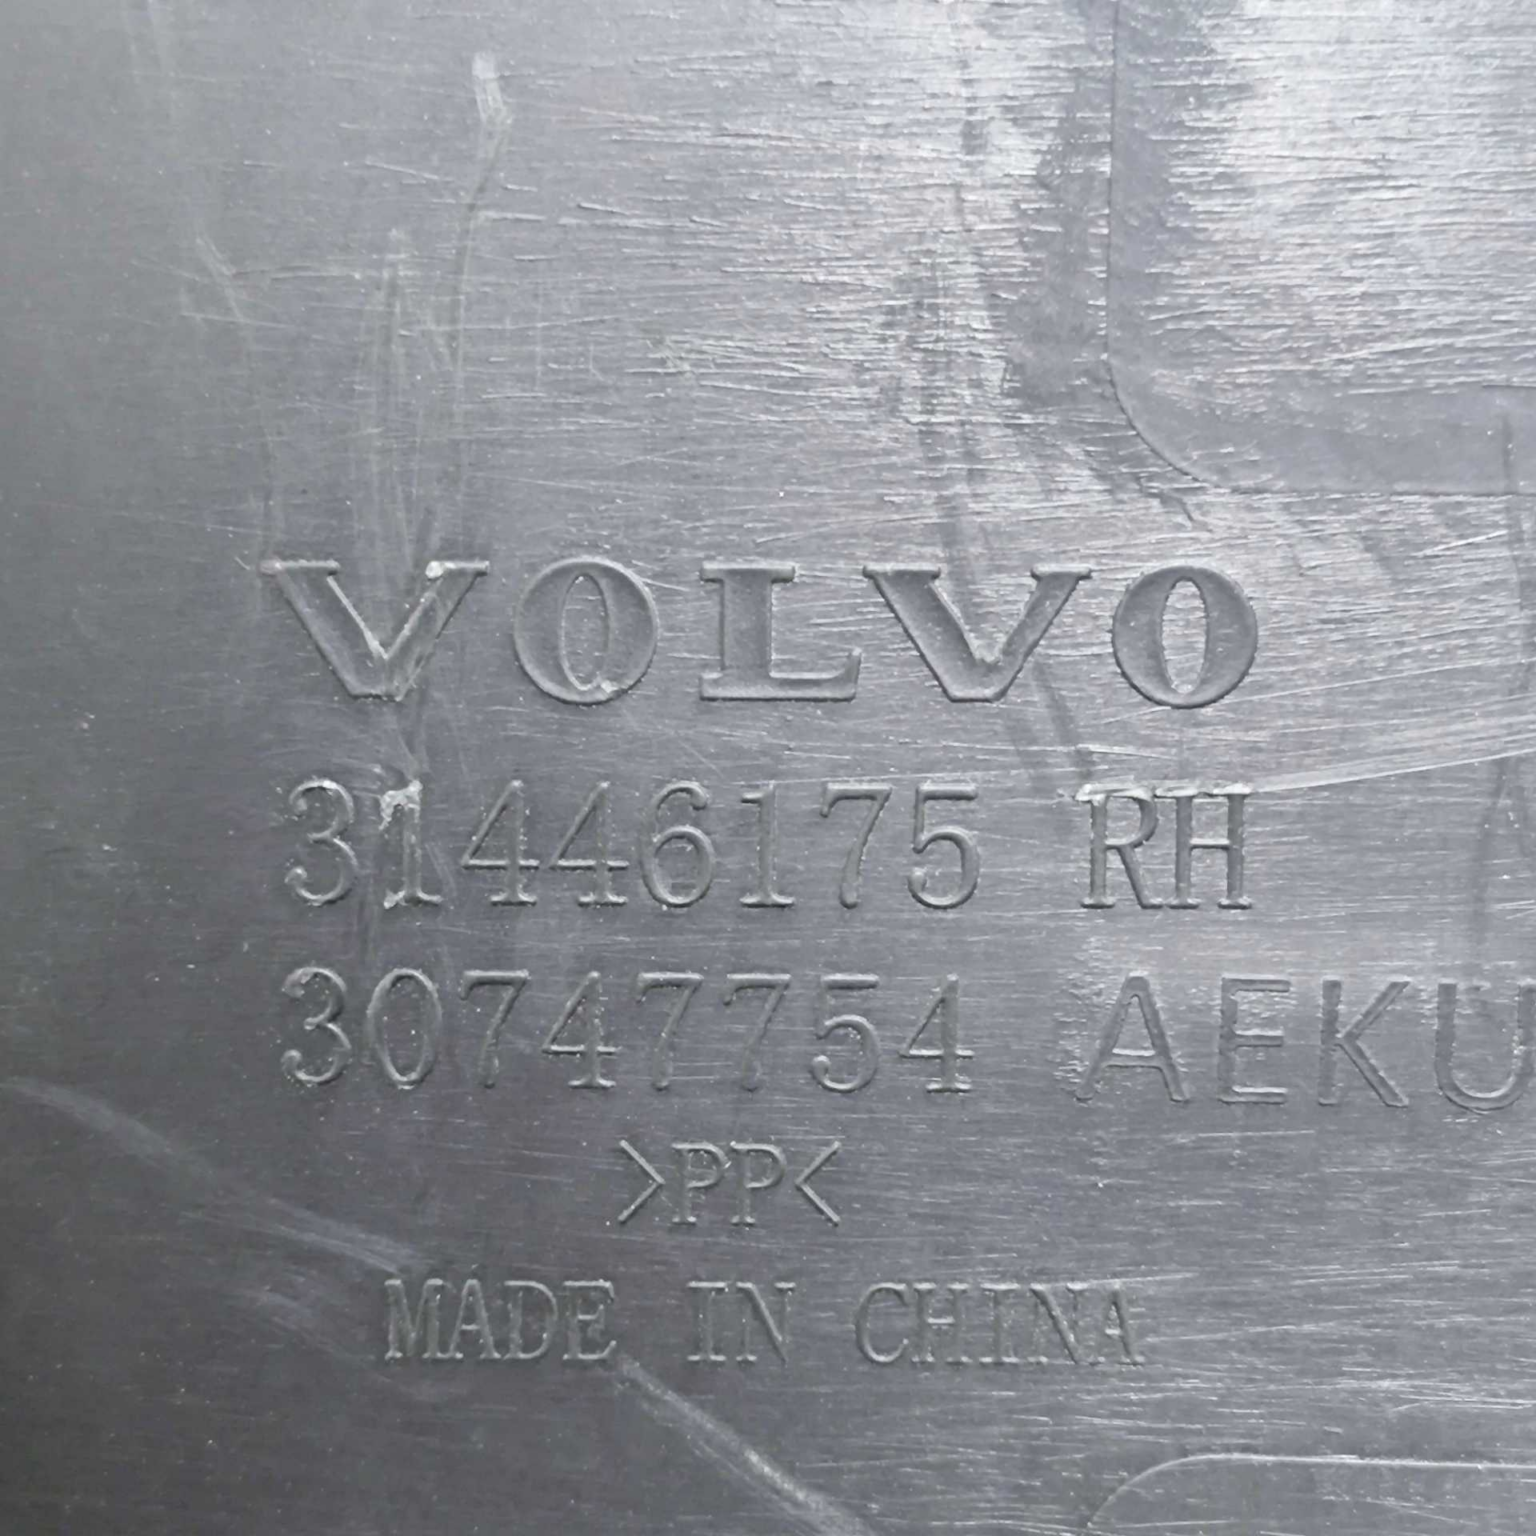 VOLVO
31446175 RH
30747754 AEKU
>PP<
MADE IN CHINA